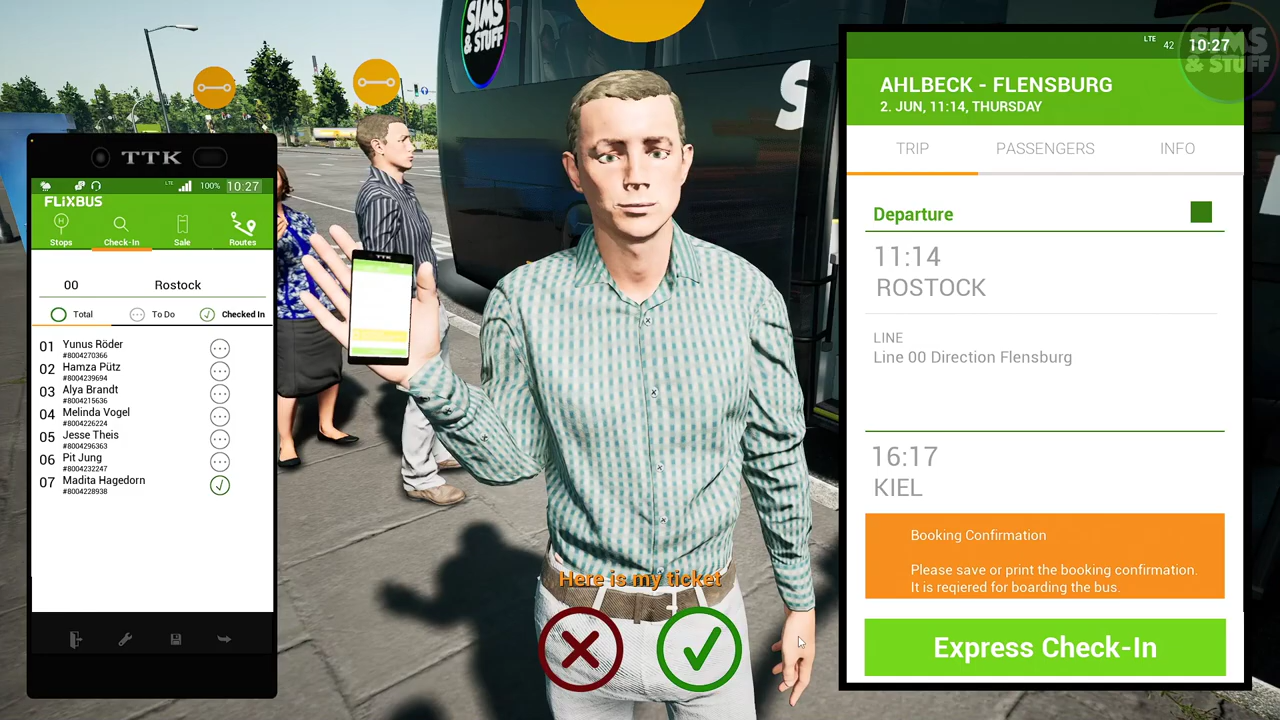 SIMS
& STUFF
S
TTK
LTE 100% 10:27
FLiXBUS
H
Stops Check-In Sale Routes
00 Rostock
Total To Do Checked In
01 Yunus Röder
#8004270366
02 Hamza Pütz
#8004239694
03 Alya Brandt
#8004215636
04 Melinda Vogel
#8004226224
05 Jesse Theis
#8004296363
06 Pit Jung
#8004232247
07 Madita Hagedorn
#8004228938
TTK
Here is my ticket
LTE 42 10:27
SIMS
& STUFF
AHLBECK - FLENSBURG
2. JUN, 11:14, THURSDAY
TRIP PASSENGERS INFO
Departure
11:14
ROSTOCK
LINE
Line 00 Direction Flensburg
16:17
KIEL
Booking Confirmation
Please save or print the booking confirmation.
It is reqiered for boarding the bus.
Express Check-In